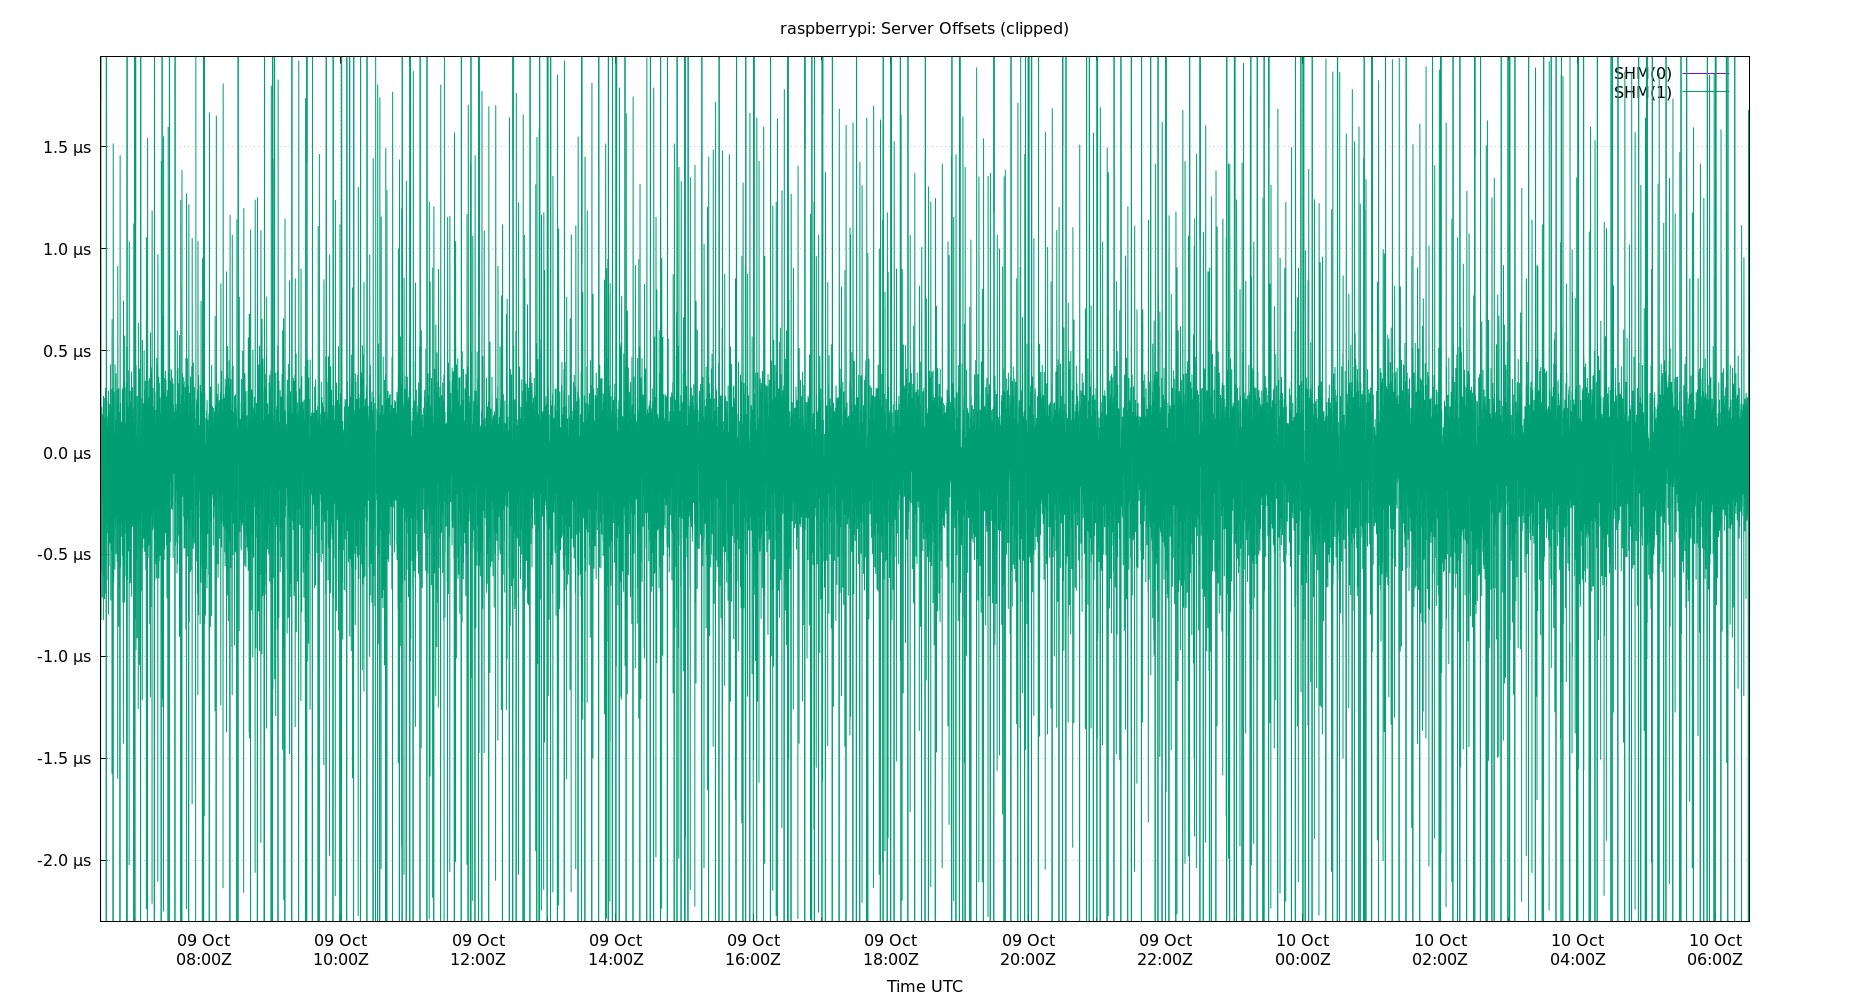 raspberrypi: Server Offsets (clipped)
SHM(0)
SHM(1)
1.5 µs
1.0 µs
0.5 µs
0.0 µs
-0.5 µs
-1.0 µs
-1.5 µs
-2.0 µs
09 Oct 09 Oct 09 Oct 09 Oct 09 Oct 09 Oct 09 Oct 09 Oct 10 Oct 10 Oct 10 Oct 10 Oct
08:00Z 10:00Z 12:00Z 14:00Z 16:00Z 18:00Z 20:00Z 22:00Z 00:00Z 02:00Z 04:00Z 06:00Z
Time UTC